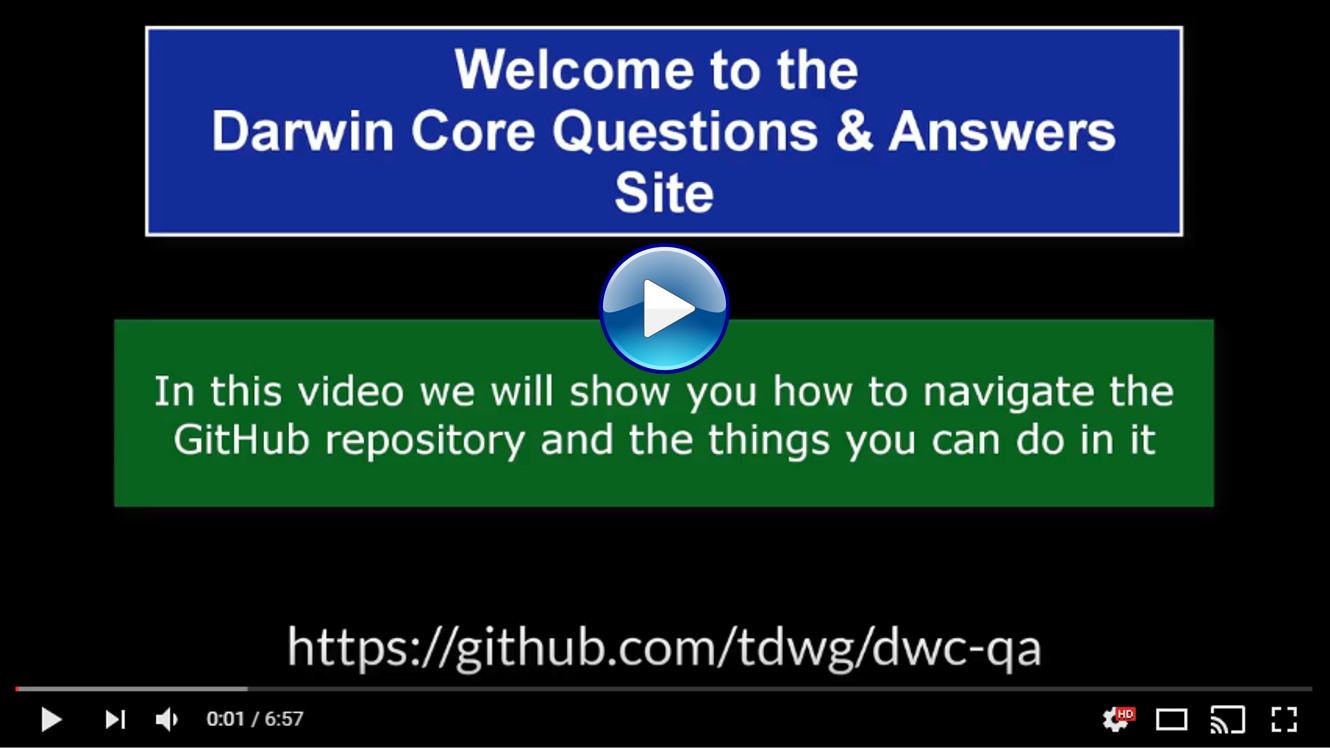 Welcome to the
Darwin Core Questions & Answers
Site
In this video we will show you how to navigate the
GitHub repository and the things you can do in it
https://github.com/tdwg/dwc-qa
0:01 / 6:57
HD